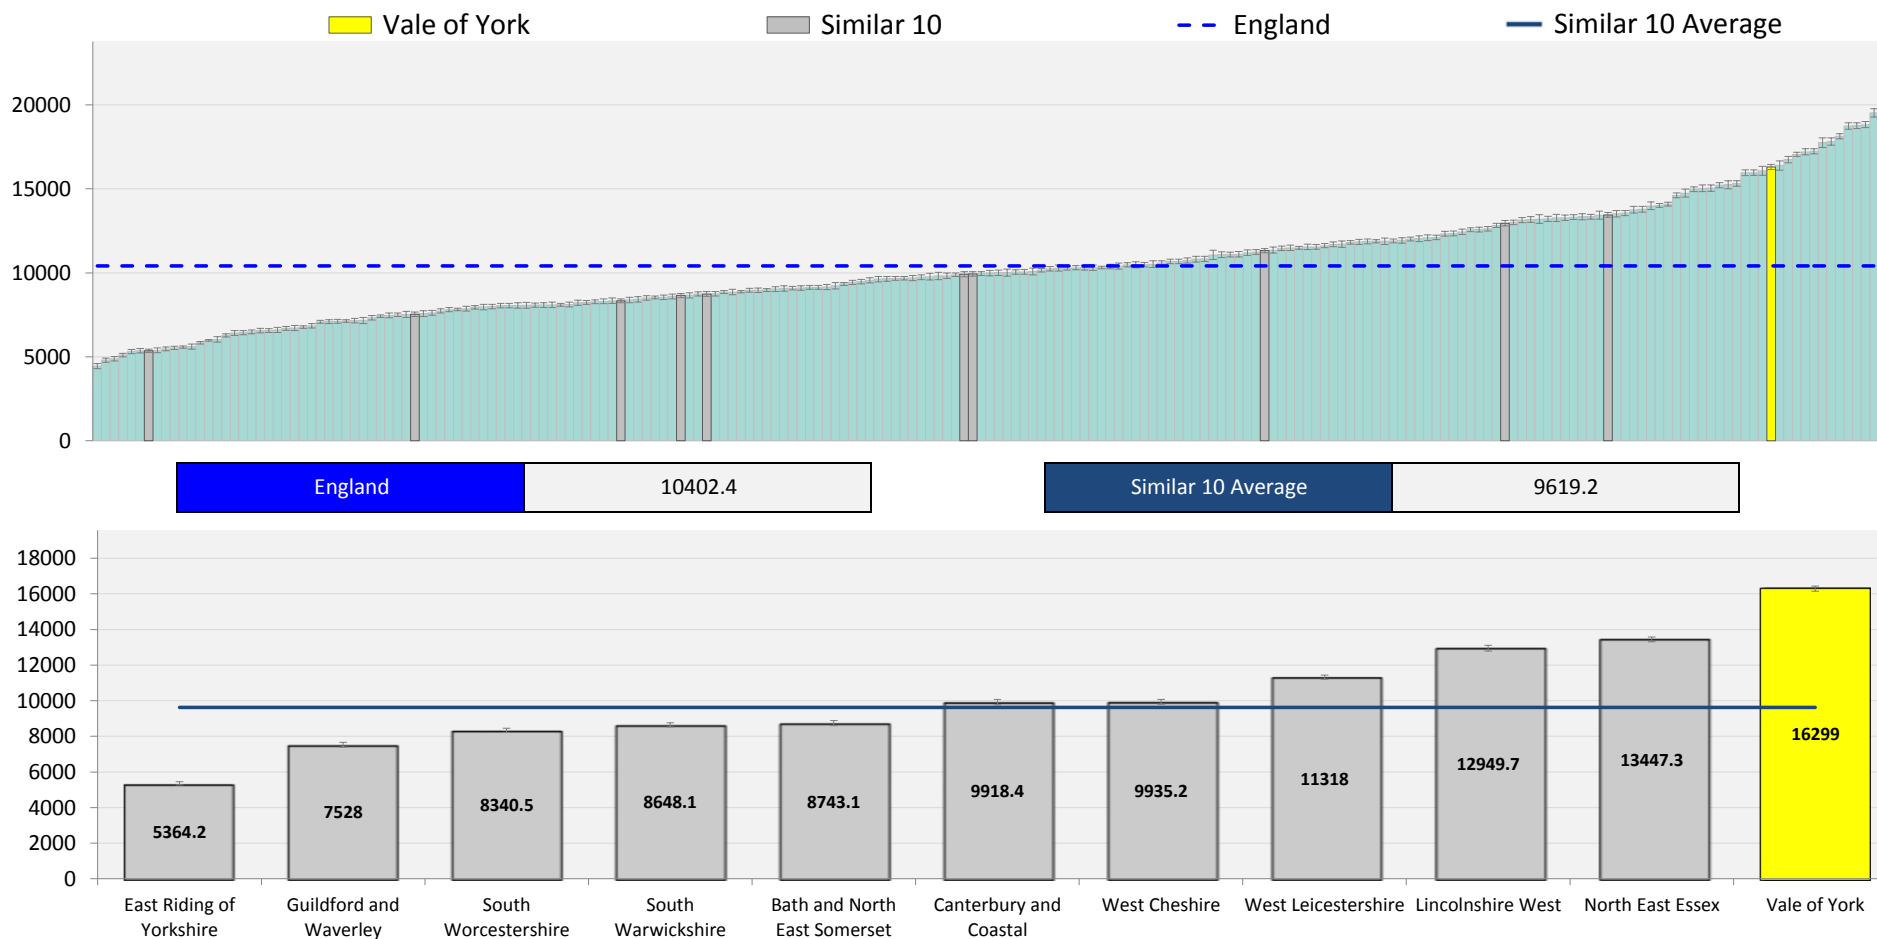 Vale of York
Similar 10
England
Similar 10 Average
20000
15000
10000
5000
0
England
10402.4
Similar 10 Average
9619.2
18000
16000
14000
12000
10000
8000
6000
4000
2000
0
5364.2
7528
8340.5
8648.1
8743.1
9918.4
9935.2
11318
12949.7
13447.3
16299
East Riding of
Yorkshire
Guildford and
Waverley
South
Worcestershire
South
Warwickshire
Bath and North
East Somerset
Canterbury and
Coastal
West Cheshire
West Leicestershire
Lincolnshire West
North East Essex
Vale of York